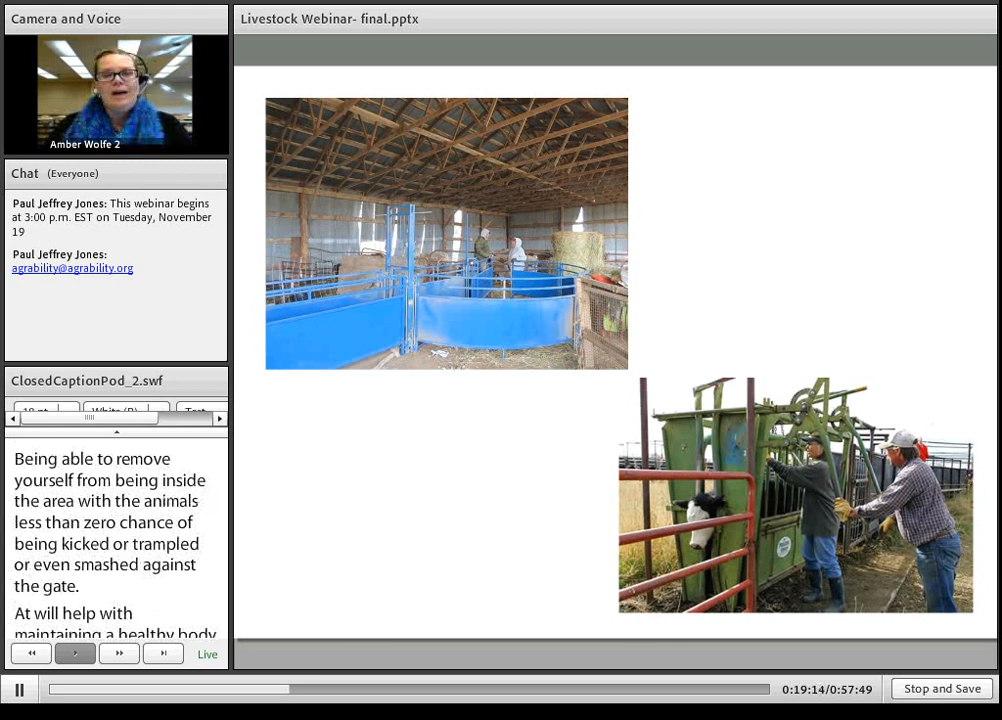 Camera and Voice
Amber Wolfe 2
Chat (Everyone)
Paul Jeffrey Jones: This webinar begins
at 3:00 p.m. EST on Tuesday, November
19
Paul Jeffrey Jones:
agrability@agrability.org
ClosedCaptionPod_2.swf
Being able to remove
yourself from being inside
the area with the animals
less than zero chance of
being kicked or trampled
or even smashed against
the gate.
At will help with
maintaining a healthy body
Live
Livestock Webinar- final.pptx
0:19:14/0:57:49
Stop and Save